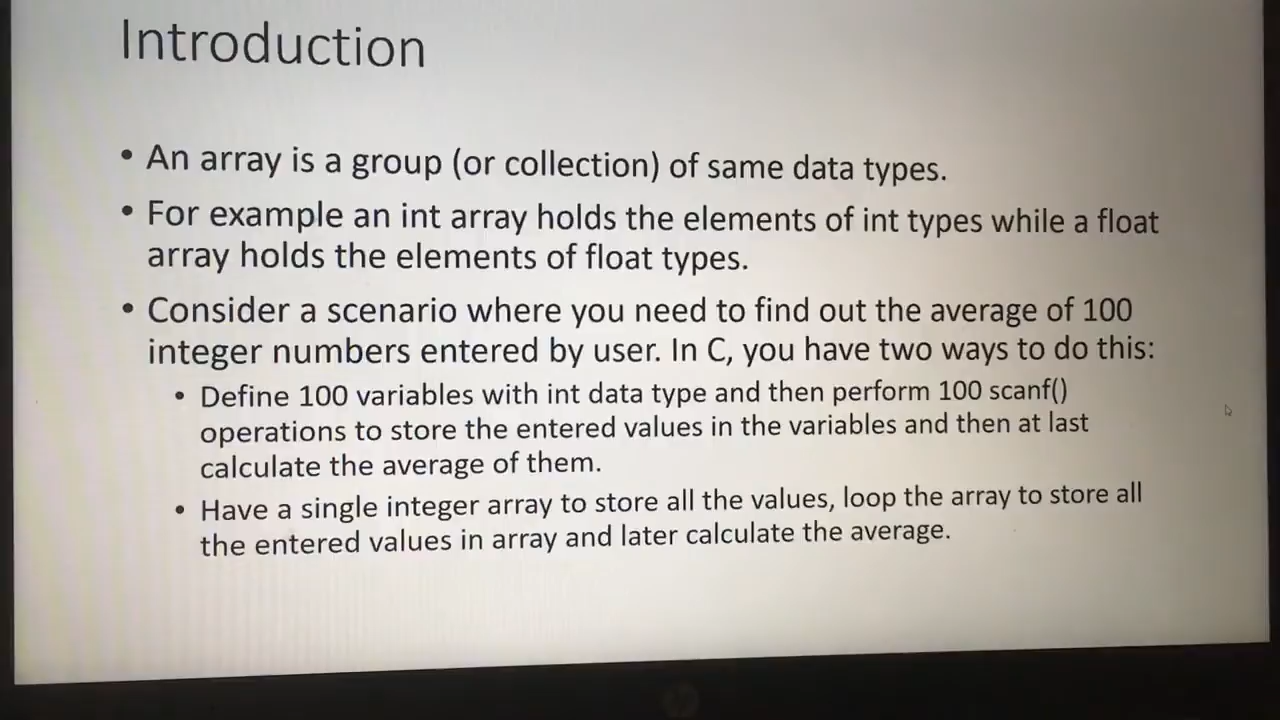 Introduction
• An array is a group (or collection) of same data types.
• For example an int array holds the elements of int types while a float
array holds the elements of float types.
• Consider a scenario where you need to find out the average of 100
integer numbers entered by user. In C, you have two ways to do this:
• Define 100 variables with int data type and then perform 100 scanf()
operations to store the entered values in the variables and then at last
calculate the average of them.
• Have a single integer array to store all the values, loop the array to store all
the entered values in array and later calculate the average.